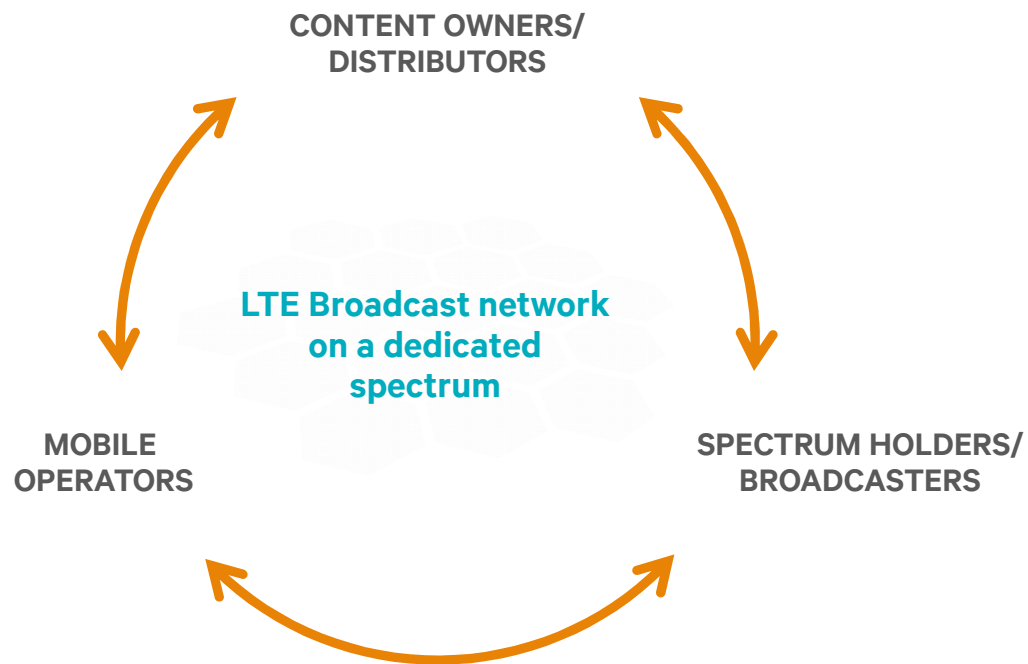 CONTENT OWNERS/
DISTRIBUTORS
LTE Broadcast network
on a dedicated
spectrum
MOBILE
OPERATORS
SPECTRUM HOLDERS/
BROADCASTERS